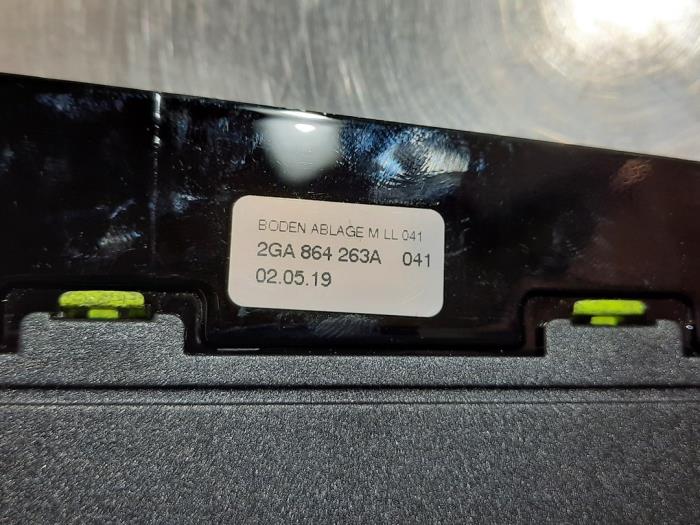 BODEN ABLAGE M LL 041
2GA 864 263A 041
02.05.19